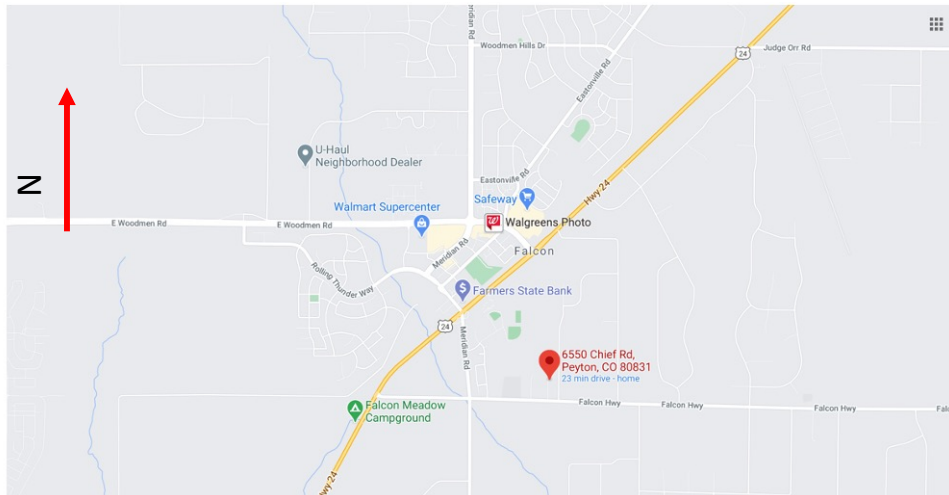 Woodmen Hills Dr
Meridian Rd
24
Judge Orr Rd
Eastonville Rd
U-Haul
Neighborhood Dealer
N
Eastonville Rd
Hwy 24
Safeway
Walmart Supercenter
E Woodmen Rd
E Woodmen Rd
Walgreens Photo
Falcon
Meridian Rd
Rolling Thunder Way
$
Farmers State Bank
24
Meridian Rd
6550 Chief Rd,
Peyton, CO 80831
23 min drive - home
Falcon Meadow
Campground
Falcon Hwy
Falcon Hwy
Falcon Hwy
Fal
Hwy 24